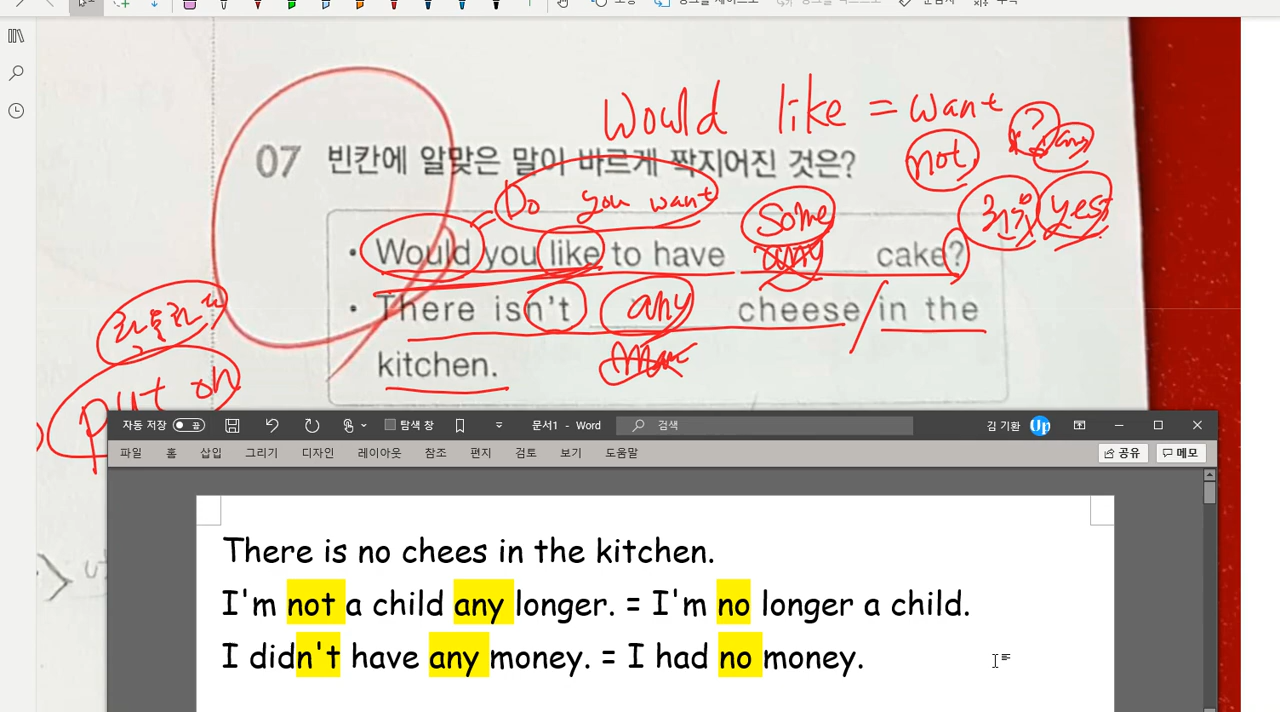 Would like = want
not ? any
07 빈칸에 알맞은 말이 바르게 짝지어진 것은?
= Do you want some 권유 yes
• Would you like to have any cake?
• There isn't any cheese / in the
kitchen.
put on
자동 저장 끔 탐색 창 문서1 - Word 검색 김 기환 Up
파일 홈 삽입 그리기 디자인 레이아웃 참조 편지 검토 보기 도움말 공유 메모
There is no chees in the kitchen.
I'm not a child any longer. = I'm no longer a child.
I didn't have any money. = I had no money.